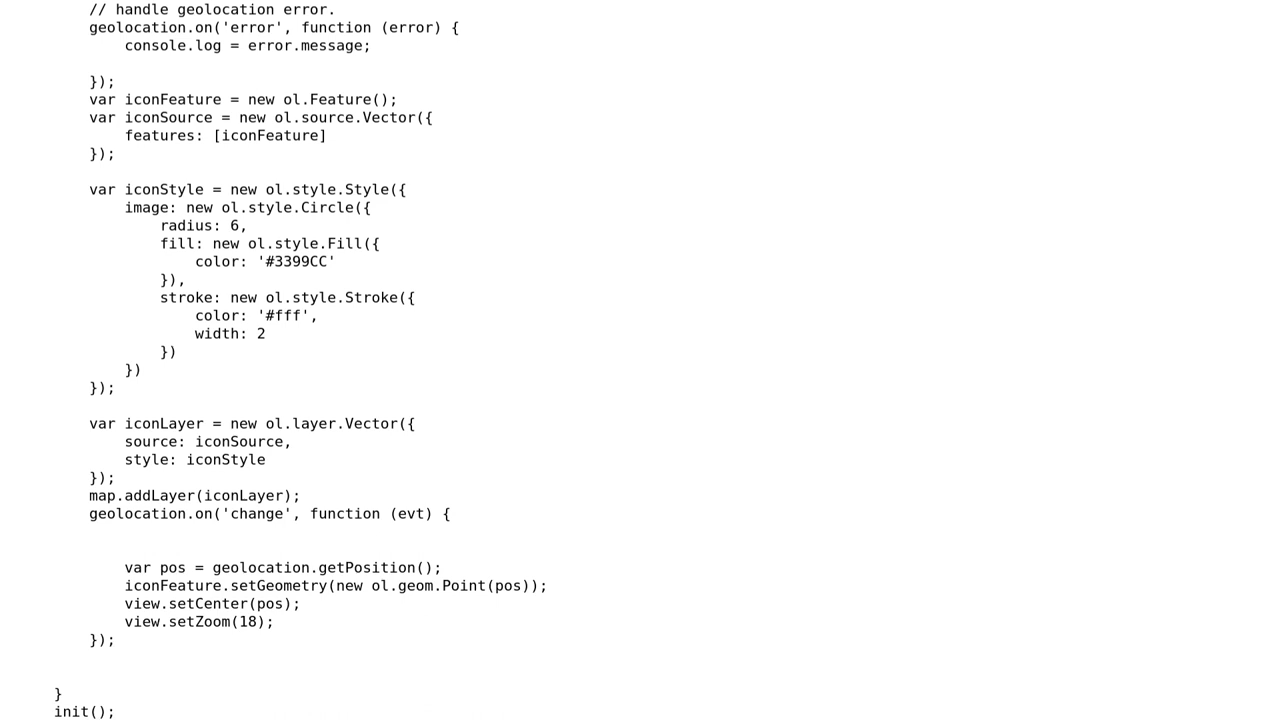 // handle geolocation error.
geolocation.on('error', function (error) {
console.log = error.message;
});
var iconFeature = new ol.Feature();
var iconSource = new ol.source.Vector({
features: [iconFeature]
});
var iconStyle = new ol.style.Style({
image: new ol.style.Circle({
radius: 6,
fill: new ol.style.Fill({
color: '#3399CC'
}),
stroke: new ol.style.Stroke({
color: '#fff',
width: 2
})
})
});
var iconLayer = new ol.layer.Vector({
source: iconSource,
style: iconStyle
});
map.addLayer(iconLayer);
geolocation.on('change', function (evt) {
var pos = geolocation.getPosition();
iconFeature.setGeometry(new ol.geom.Point(pos));
view.setCenter(pos);
view.setZoom(18);
});
}
init();